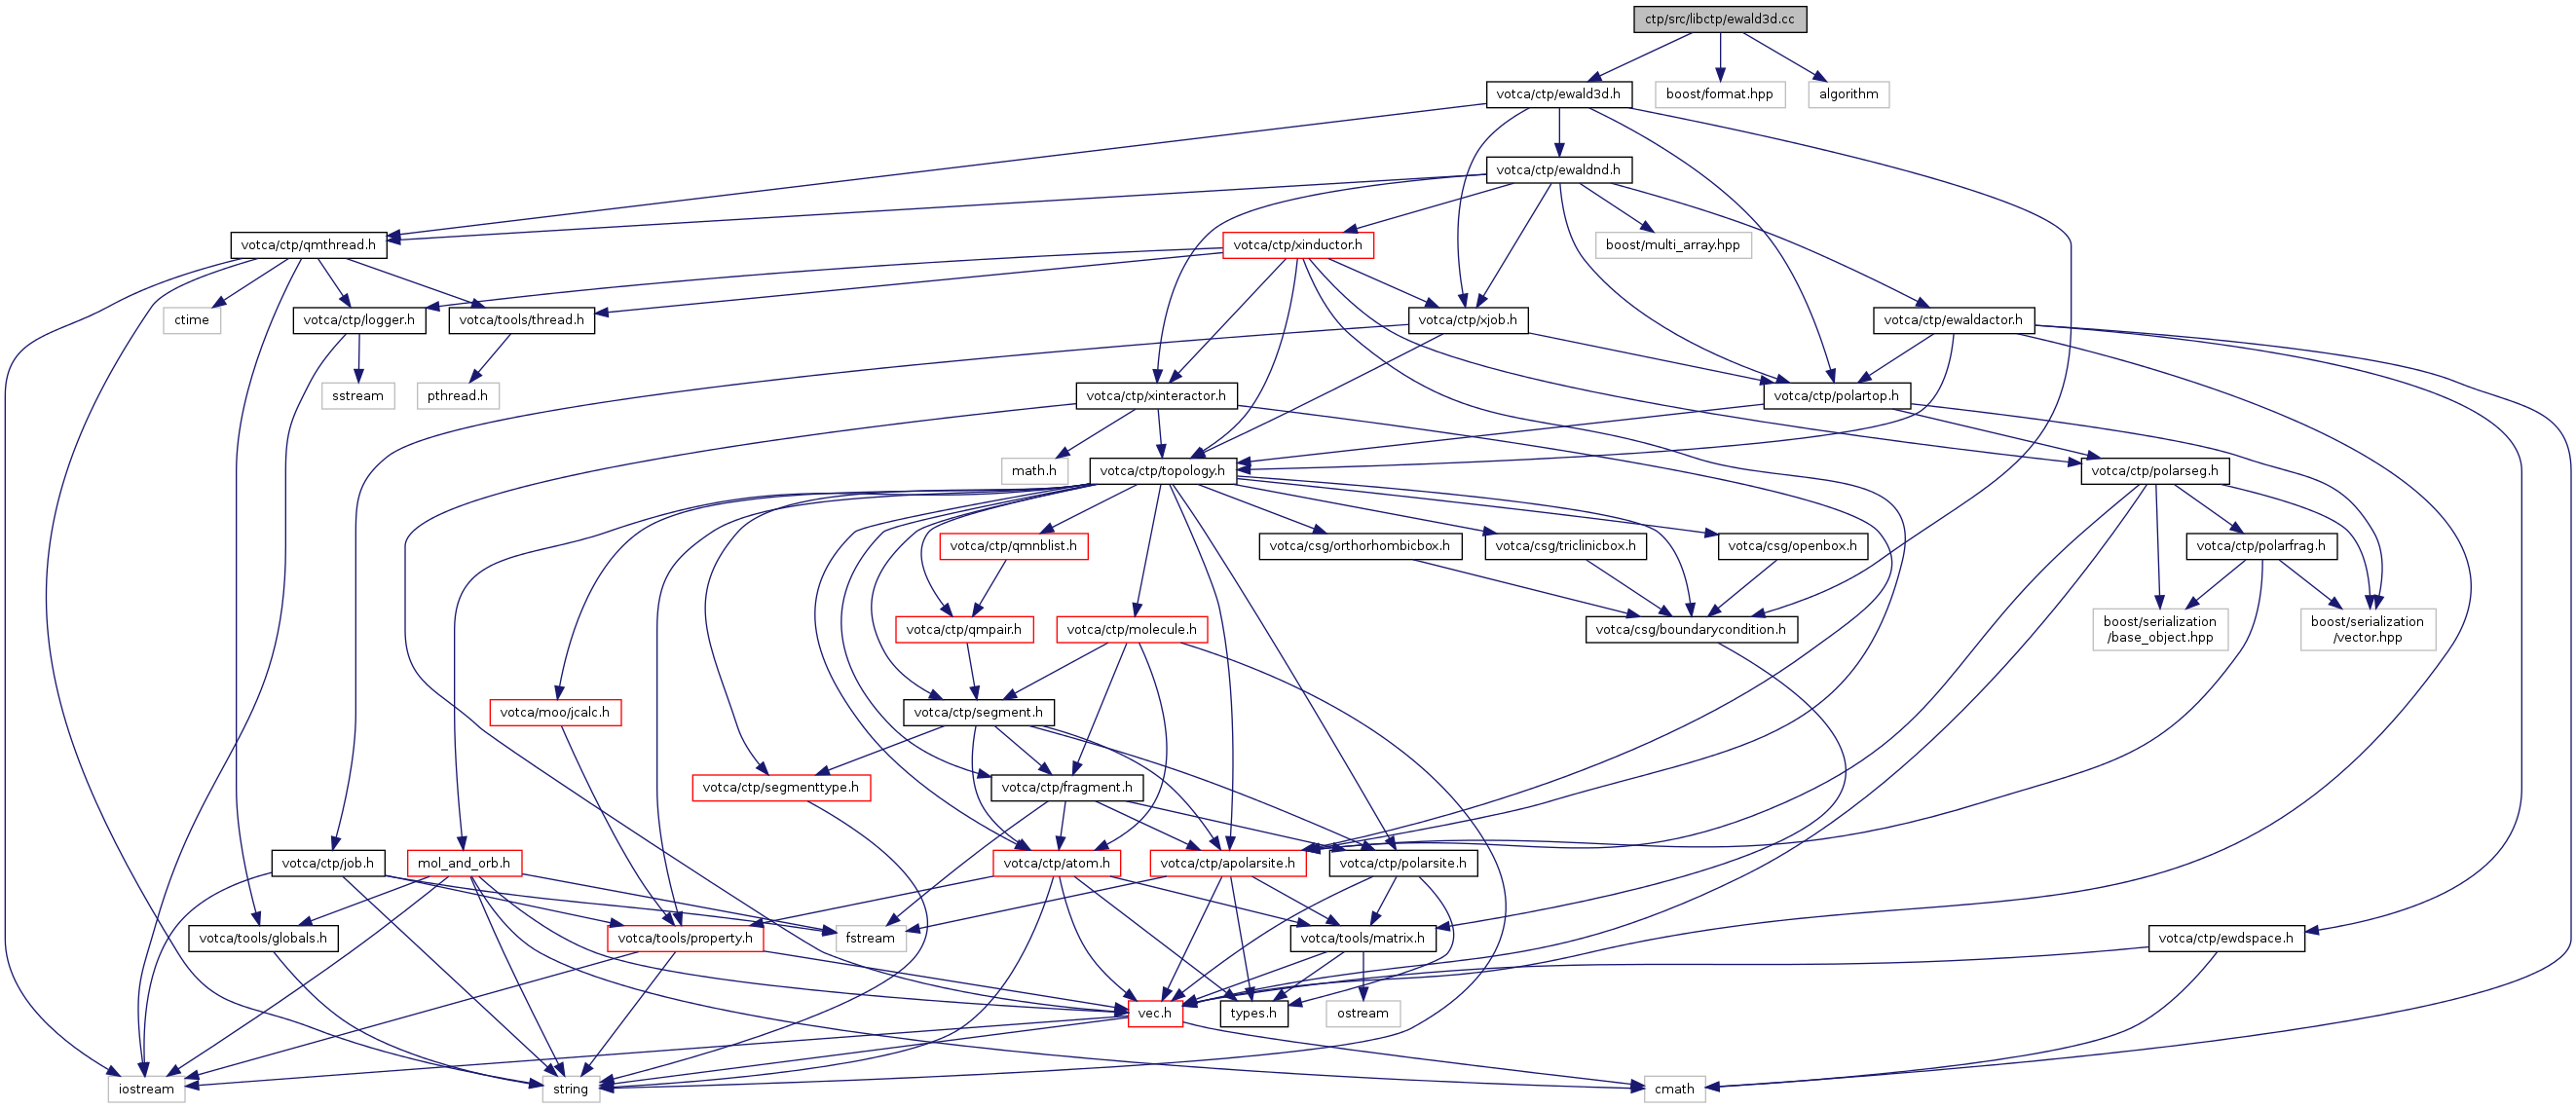 ctp/src/libctp/ewald3d.cc
votca/ctp/ewald3d.h
boost/format.hpp
algorithm
votca/ctp/ewaldnd.h
votca/ctp/qmthread.h
votca/ctp/xinductor.h
boost/multi_array.hpp
ctime
votca/ctp/logger.h
votca/tools/thread.h
votca/ctp/xjob.h
votca/ctp/ewaldactor.h
sstream
pthread.h
votca/ctp/xinteractor.h
votca/ctp/polartop.h
math.h
votca/ctp/topology.h
votca/ctp/polarseg.h
votca/ctp/qmnblist.h
votca/csg/orthorhombicbox.h
votca/csg/triclinicbox.h
votca/csg/openbox.h
votca/ctp/polarfrag.h
votca/ctp/qmpair.h
votca/ctp/molecule.h
votca/csg/boundarycondition.h
boost/serialization
/base_object.hpp
boost/serialization
/vector.hpp
votca/moo/jcalc.h
votca/ctp/segment.h
votca/ctp/segmenttype.h
votca/ctp/fragment.h
votca/ctp/job.h
mol_and_orb.h
votca/ctp/atom.h
votca/ctp/apolarsite.h
votca/ctp/polarsite.h
votca/tools/globals.h
votca/tools/property.h
fstream
votca/tools/matrix.h
votca/ctp/ewdspace.h
vec.h
types.h
ostream
iostream
string
cmath